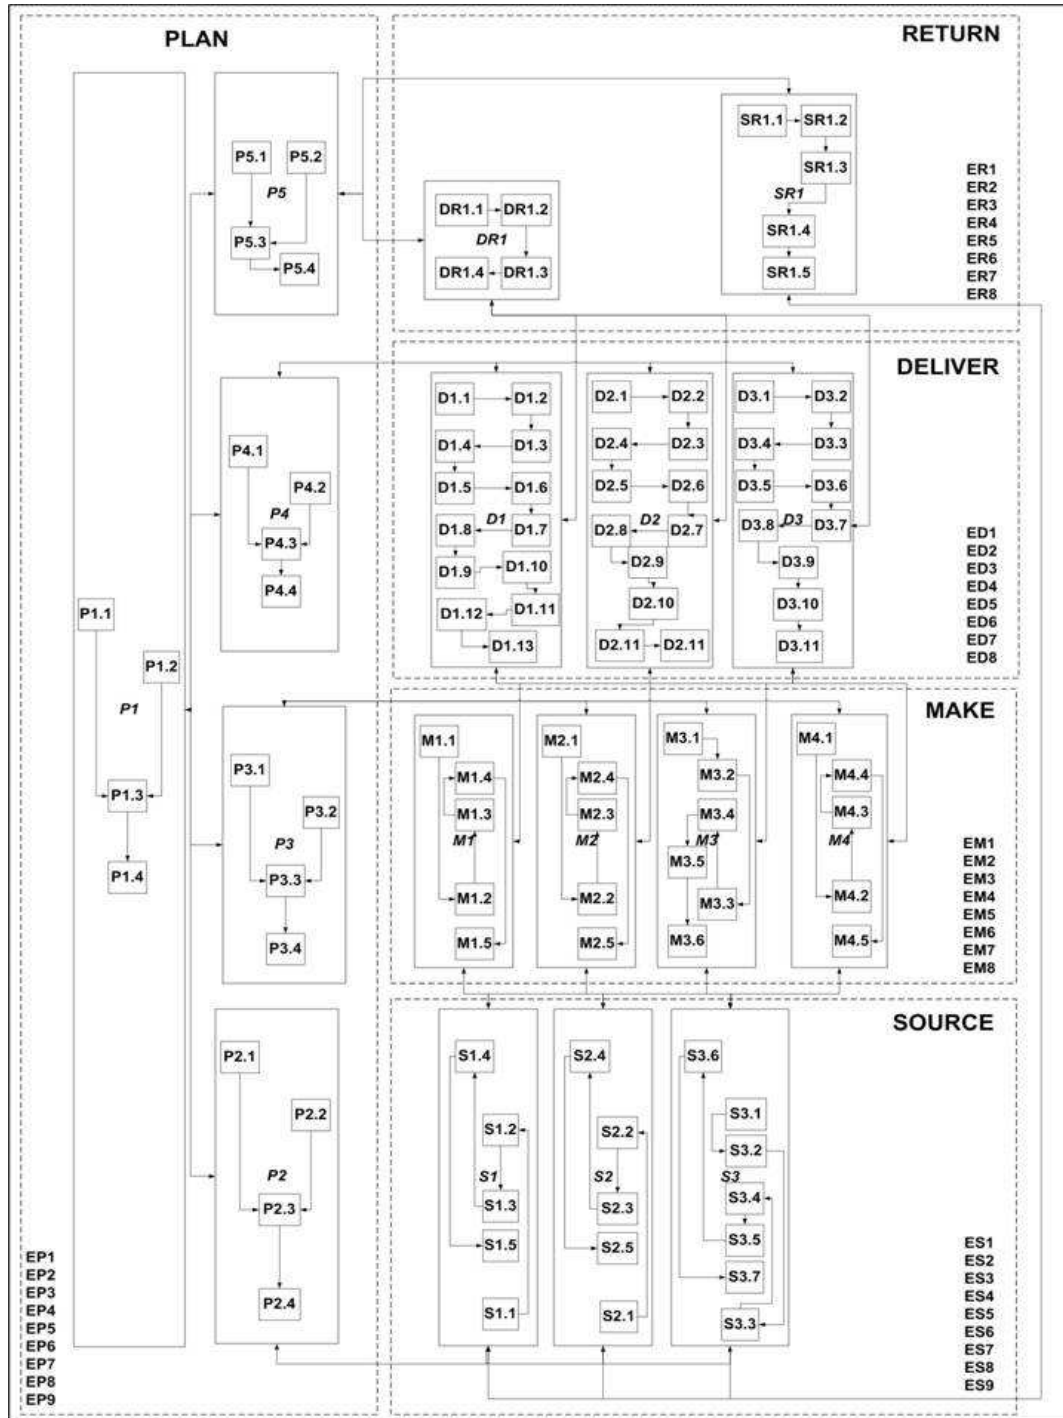 PLAN
P1.1
P1.2
P1
P1.3
P1.4
P5.1
P5.2
P5
P5.3
P5.4
P4.1
P4.2
P4
P4.3
P4.4
P3.1
P3.2
P3
P3.3
P3.4
P2.1
P2.2
P2
P2.3
P2.4
EP1
EP2
EP3
EP4
EP5
EP6
EP7
EP8
EP9
RETURN
SR1.1
SR1.2
SR1.3
SR1
SR1.4
SR1.5
DR1.1
DR1.2
DR1
DR1.4
DR1.3
ER1
ER2
ER3
ER4
ER5
ER6
ER7
ER8
DELIVER
D1.1
D1.2
D1.4
D1.3
D1.5
D1.6
D1
D1.8
D1.7
D1.9
D1.10
D1.12
D1.11
D1.13
D2.1
D2.2
D2.4
D2.3
D2.5
D2.6
D2
D2.8
D2.7
D2.9
D2.10
D2.11
D2.11
D3.1
D3.2
D3.4
D3.3
D3.5
D3.6
D3
D3.8
D3.7
D3.9
D3.10
D3.11
ED1
ED2
ED3
ED4
ED5
ED6
ED7
ED8
MAKE
M1.1
M1.4
M1.3
M1
M1.2
M1.5
M2.1
M2.4
M2.3
M2
M2.2
M2.5
M3.1
M3.2
M3.4
M3
M3.5
M3.3
M3.6
M4.1
M4.4
M4.3
M4
M4.2
M4.5
EM1
EM2
EM3
EM4
EM5
EM6
EM7
EM8
SOURCE
S1.4
S1.2
S1
S1.3
S1.5
S1.1
S2.4
S2.2
S2
S2.3
S2.5
S2.1
S3.6
S3.1
S3.2
S3
S3.4
S3.5
S3.7
S3.3
ES1
ES2
ES3
ES4
ES5
ES6
ES7
ES8
ES9